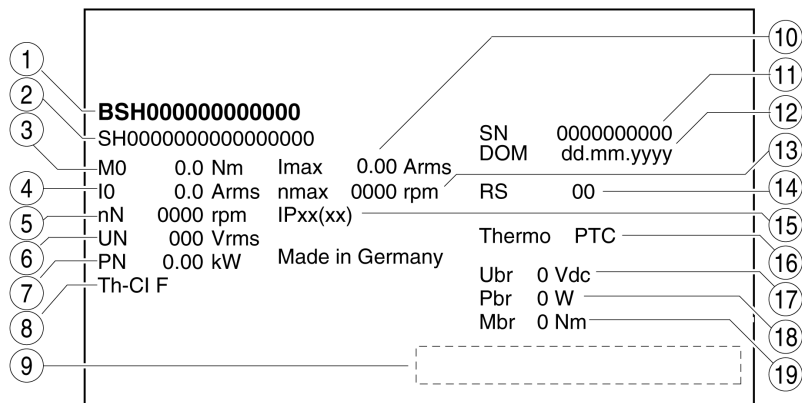 1
2
3
4
5
6
7
8
9
BSH000000000000
SH0000000000000000
M0 0.0 Nm Imax 0.00 Arms
I0 0.0 Arms nmax 0000 rpm
nN 0000 rpm IPxx(xx)
UN 000 Vrms
PN 0.00 kW Made in Germany
Th-CI F
SN 0000000000
DOM dd.mm.yyyy
RS 00
Thermo PTC
Ubr 0 Vdc
Pbr 0 W
Mbr 0 Nm
10
11
12
13
14
15
16
17
18
19